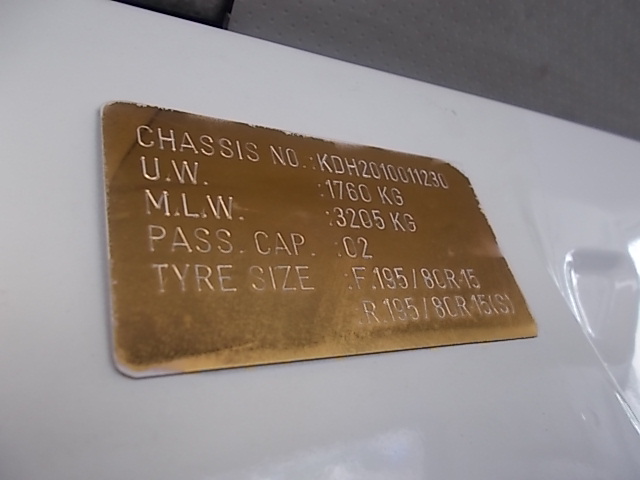 CHASSIS NO.:KDH2010011230
U.W. :1760 KG
M.L.W. :3205 KG
PASS. CAP. :02
TYRE SIZE :F.195/80R15
:R.195/80R15(S)